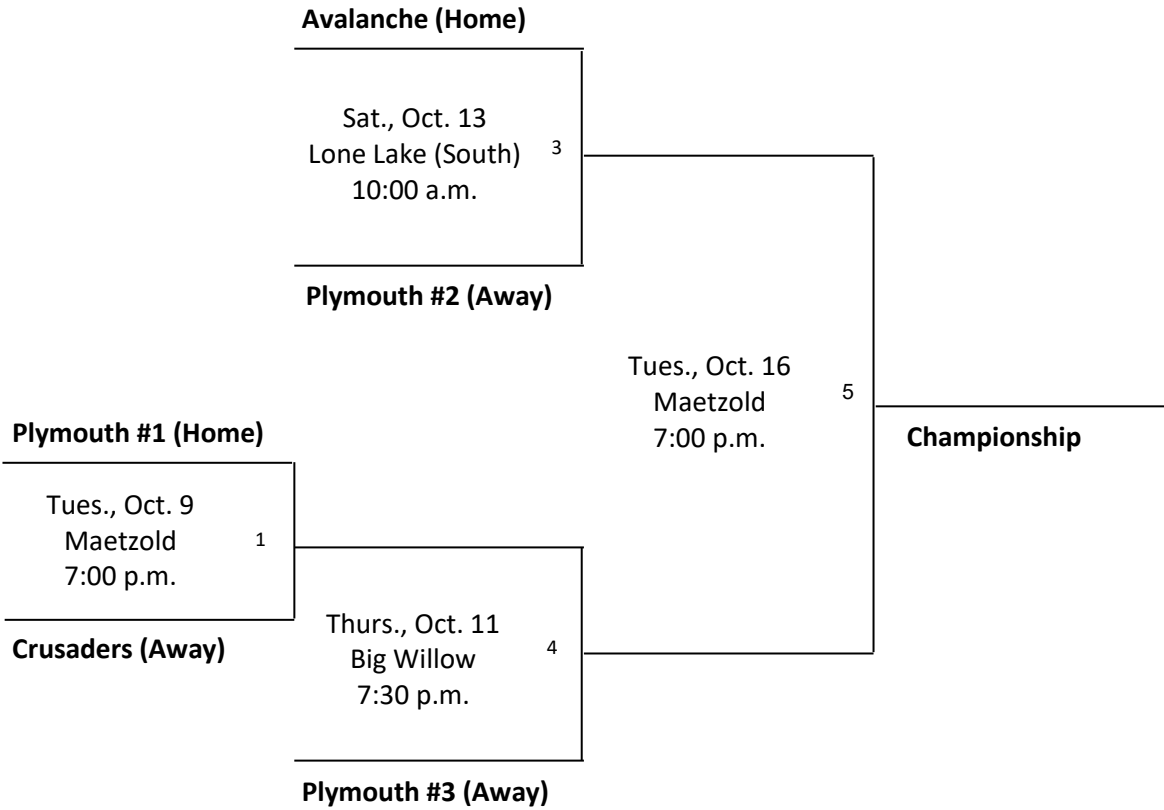 Avalanche (Home)
Sat., Oct. 13
Lone Lake (South)
3
10:00 a.m.
Plymouth #2 (Away)
Tues., Oct. 16
Maetzold
5
7:00 p.m.
Championship
Plymouth #1 (Home)
Tues., Oct. 9
Maetzold
1
7:00 p.m.
Crusaders (Away)
Thurs., Oct. 11
Big Willow
4
7:30 p.m.
Plymouth #3 (Away)